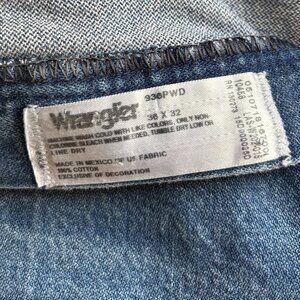 936PWD
Wrangler
36 X 32
MACHINE WASH COLD WITH LIKE COLORS. ONLY NON-
CHLORINE BLEACH WHEN NEEDED. TUMBLE DRY LOW OR
LINE DRY
MADE IN MEXICO OF US FABRIC
100% COTTON
EXCLUSIVE OF DECORATION